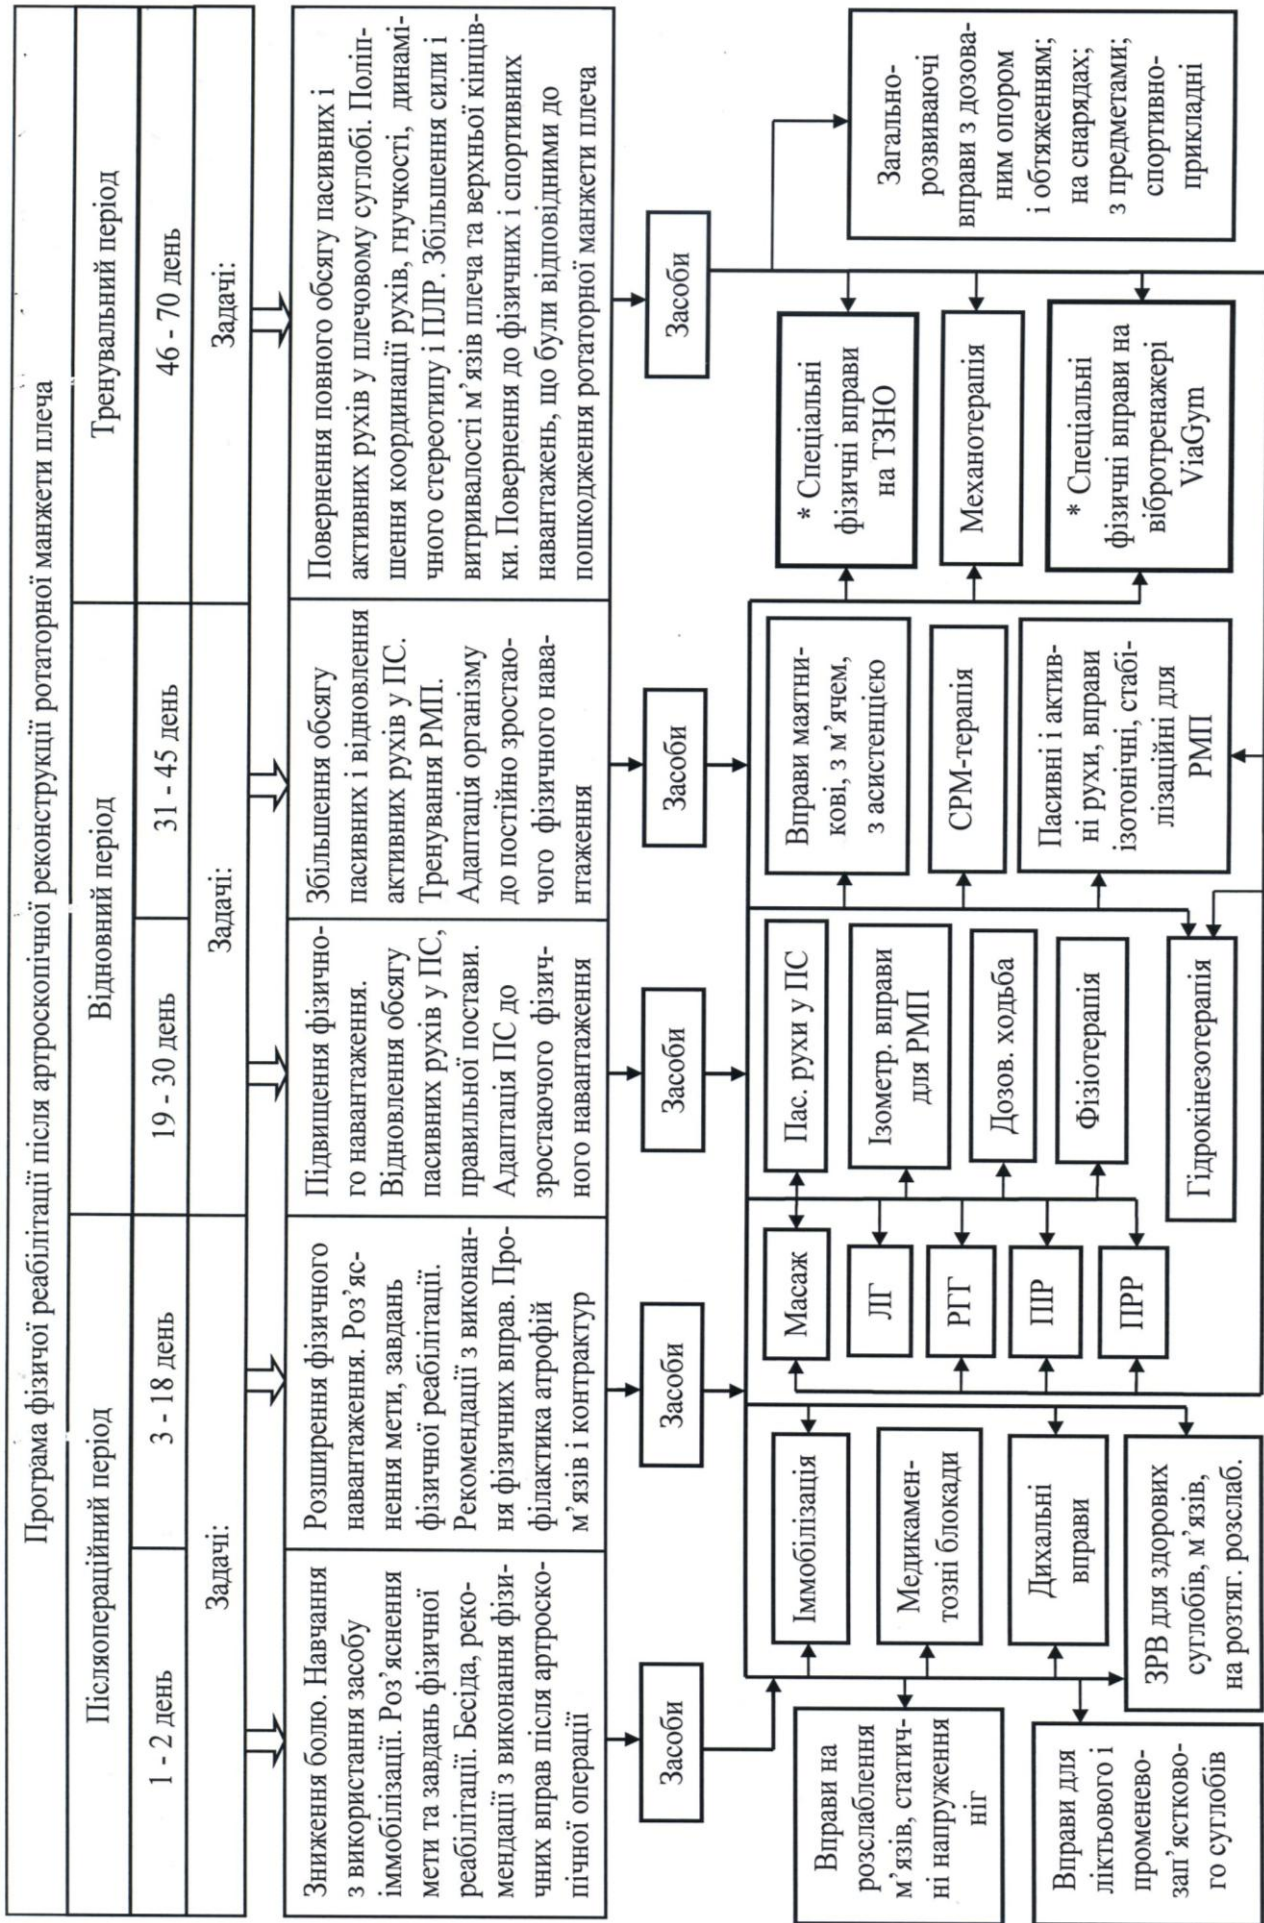 Програма фізичої реабілітації після артроскопічної реконструкції ротаторної манжети плеча
Післяопераційний період
Відновний період
Тренувальний період
1 - 2 день
3 - 18 день
19 - 30 день
31 - 45 день
46 - 70 день
Задачі:
Задачі:
Задачі:
Зниження болю. Навчання
з використання засобу
іммобілізації. Роз’яснення
мети та завдань фізичної
реабілітації. Бесіда, реко-
мендації з виконання фізи-
чних вправ після артроско-
пічної операції
Розширення фізичного
навантаження. Роз’яс-
нення мети, завдань
фізичної реабілітації.
Рекомендації з виконан-
ня фізичних вправ. Про-
філактика атрофій
м’язів і контрактур
Підвищення фізично-
го навантаження.
Відновлення обсягу
пасивних рухів у ПС,
правильної постави.
Адаптація ПС до
зростаючого фізич-
ного навантаження
Збільшення обсягу
пасивних і відновлення
активних рухів у ПС.
Тренування РМП.
Адаптація організму
до постійно зростаю-
чого фізичного нава-
нтаження
Повернення повного обсягу пасивних і
активних рухів у плечовому суглобі. Поліп-
шення координації рухів, гнучкості, динамі-
чного стереотипу і ПЛР. Збільшення сили і
витривалості м’язів плеча та верхньої кінців-
ки. Повернення до фізичних і спортивних
навантажень, що були відповідними до
пошкодження ротаторної манжети плеча
Засоби
Засоби
Засоби
Засоби
Засоби
Вправи на
розслаблення
м’язів, статич-
ні напруження
ніг
Вправи для
ліктьового і
променево-
зап’ястково-
го суглобів
Іммобілізація
Медикамен-
тозні блокади
Дихальні
вправи
ЗРВ для здорових
суглобів, м’язів,
на розтяг. розслаб.
Масаж
ЛГ
РГГ
ПІР
ПРР
Пас. рухи у ПС
Ізометр. вправи
для РМП
Дозов. ходьба
Фізіотерапія
Гідрокінезотерапія
Вправи маятни-
кові, з м’ячем,
з асистенцією
СРМ-терапія
Пасивні і актив-
ні рухи, вправи
ізотонічні, стабі-
лізаційні для
РМП
* Спеціальні
фізичні вправи
на ТЗНО
Механотерапія
* Спеціальні
фізичні вправи на
вібротренажері
ViaGym
Загально-
розвиваючі
вправи з дозова-
ним опором
і обтяженням;
на снарядах;
з предметами;
спортивно-
прикладні